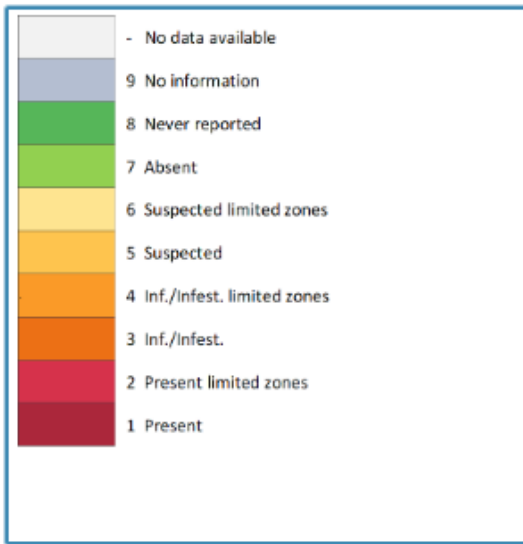 - No data available
9 No information
8 Never reported
7 Absent
6 Suspected limited zones
5 Suspected
4 Inf./Infest. limited zones
3 Inf./Infest.
2 Present limited zones
1 Present